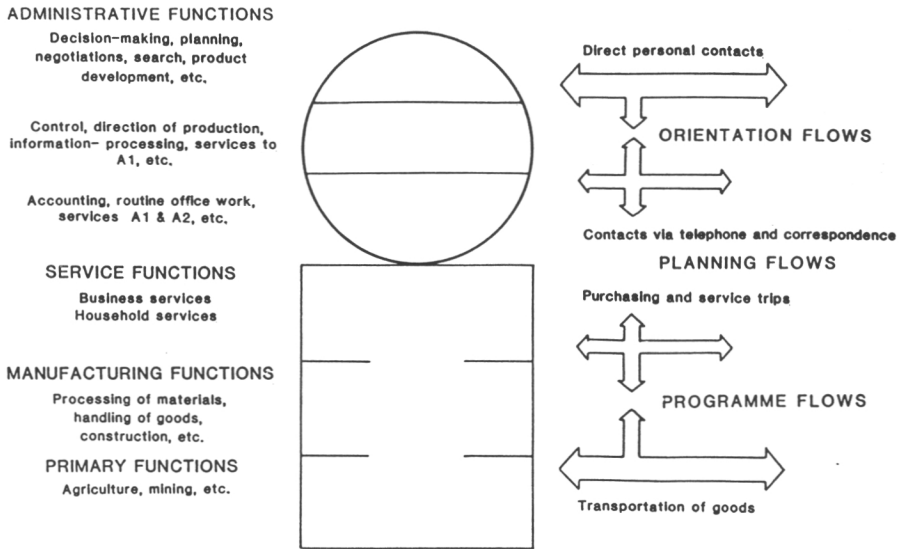 ADMINISTRATIVE FUNCTIONS
Decision-making, planning,
negotiations, search, product
development, etc.
Control, direction of production,
information- processing, services to
A1, etc.
Accounting, routine office work,
services A1 & A2, etc.
SERVICE FUNCTIONS
Business services
Household services
MANUFACTURING FUNCTIONS
Processing of materials,
handling of goods,
construction, etc.
PRIMARY FUNCTIONS
Agriculture, mining, etc.
Direct personal contacts
ORIENTATION FLOWS
Contacts via telephone and correspondence
PLANNING FLOWS
Purchasing and service trips
PROGRAMME FLOWS
Transportation of goods